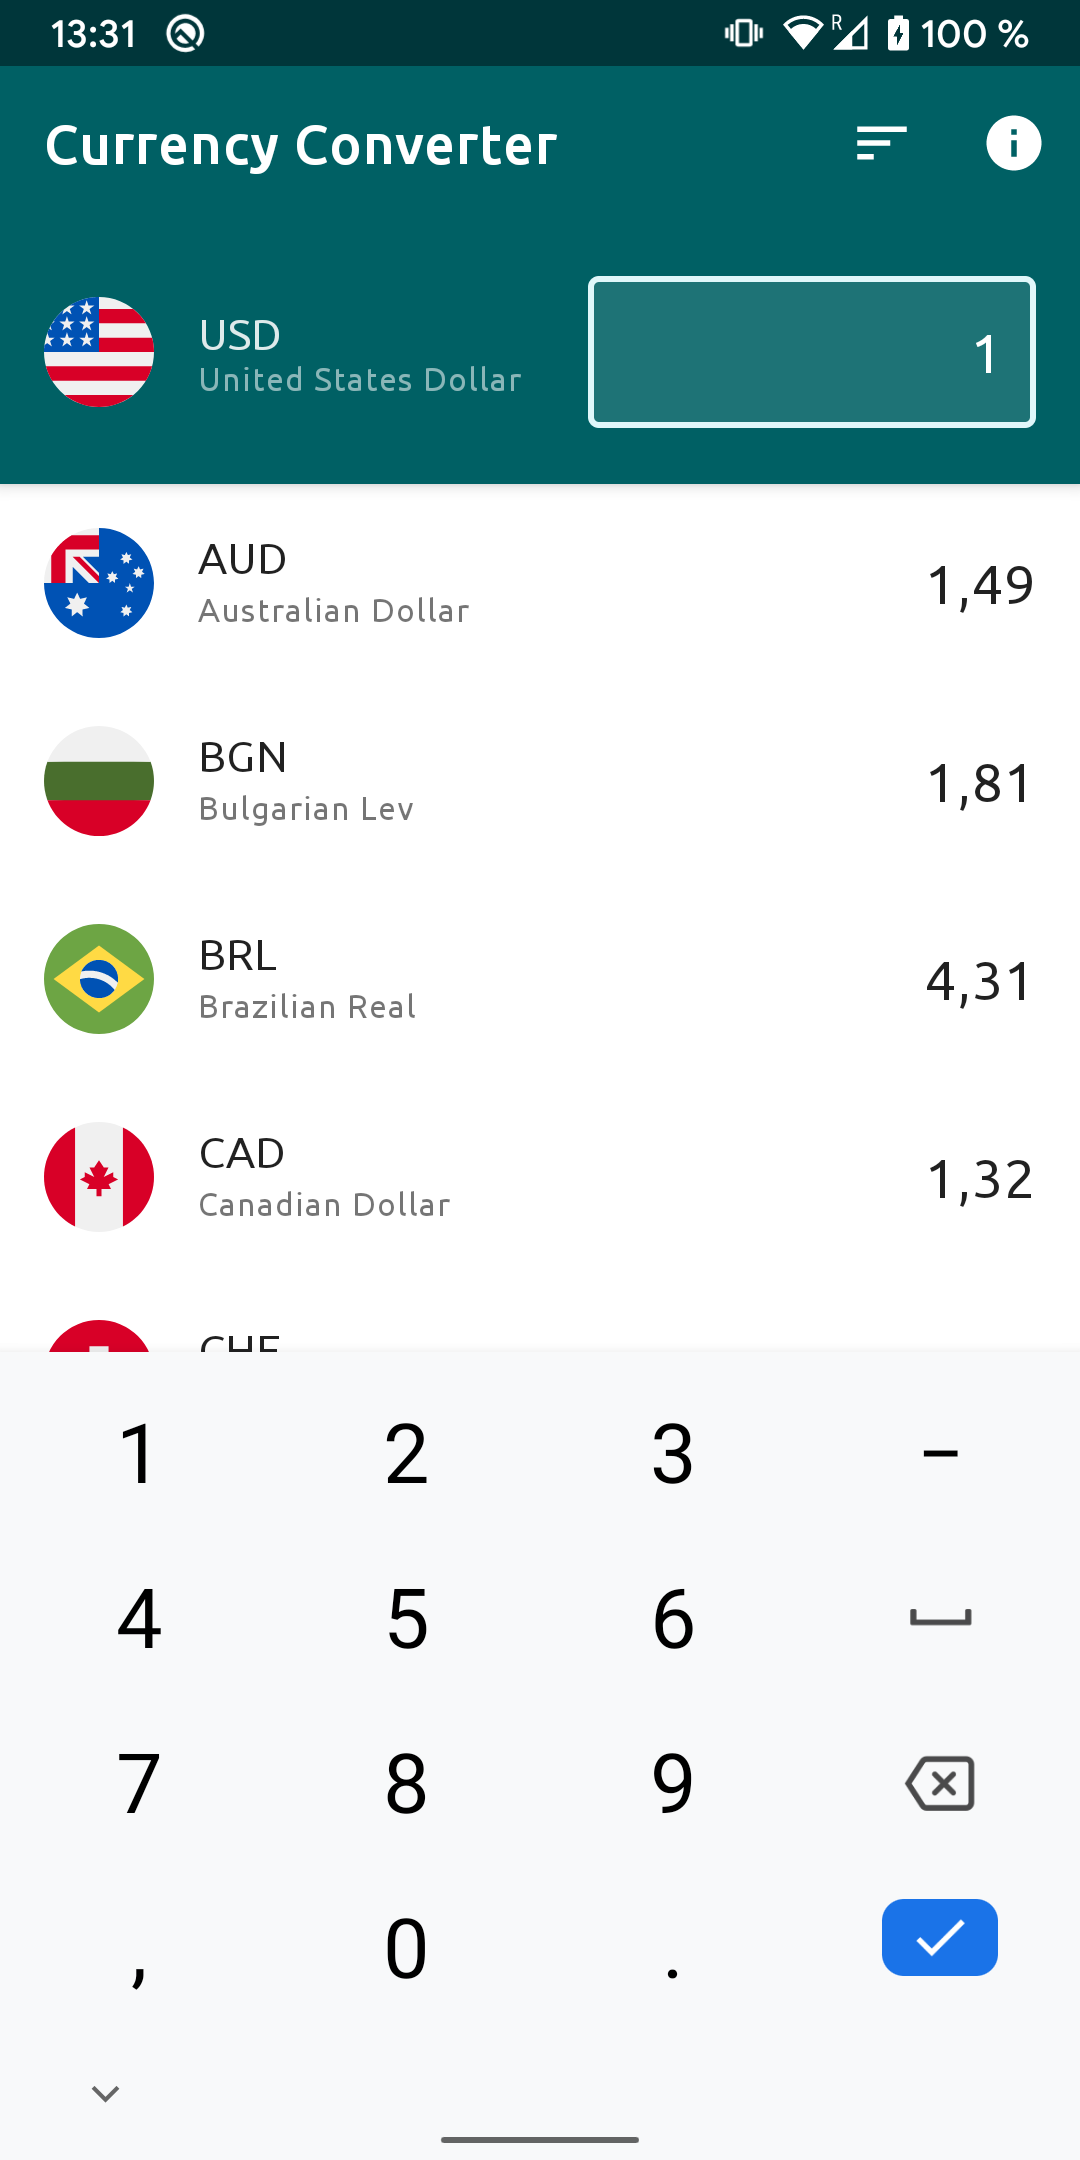 13:31
R
100 %
Currency Converter
USD
United States Dollar
1
AUD
Australian Dollar
1,49
BGN
Bulgarian Lev
1,81
BRL
Brazilian Real
4,31
CAD
Canadian Dollar
1,32
CHF
1 2 3 –
4 5 6
7 8 9
, 0 .